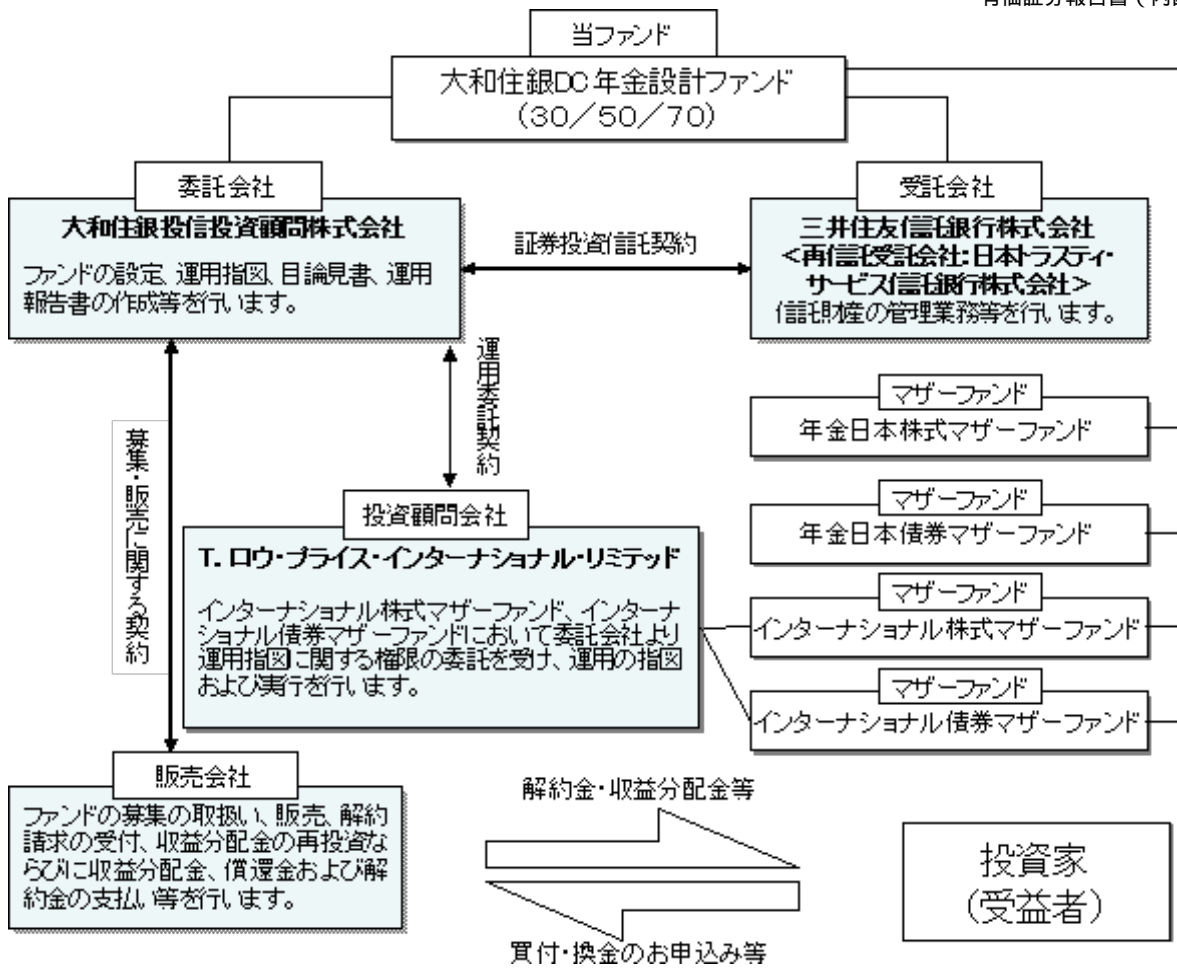 当ファンド
大和住銀DC年金設計ファンド
(30/50/70)
委託会社
大和住銀投信投資顧問株式会社
ファンドの設定、運用指図、目論見書、運用
報告書の作成等を行います。
証券投資信託契約
受託会社
三井住友信託銀行株式会社
<再信託受託会社:日本トラスティ・
サービス信託銀行株式会社>
信託財産の管理業務等を行います。
運用委託契約
募集・販売に関する契約
投資顧問会社
T. ロウ・プライス・インターナショナル・リミテッド
インターナショナル株式マザーファンド、インターナ
ショナル債券マザーファンドにおいて委託会社より
運用指図に関する権限の委託を受け、運用の指図
および実行を行います。
マザーファンド
年金日本株式マザーファンド
マザーファンド
年金日本債券マザーファンド
マザーファンド
インターナショナル株式マザーファンド
マザーファンド
インターナショナル債券マザーファンド
販売会社
ファンドの募集の取扱い、販売、解約
請求の受付、収益分配金の再投資な
らびに収益分配金、償還金および解
約金の支払い等を行います。
解約金・収益分配金等
買付・換金のお申込み等
投資家
(受益者)